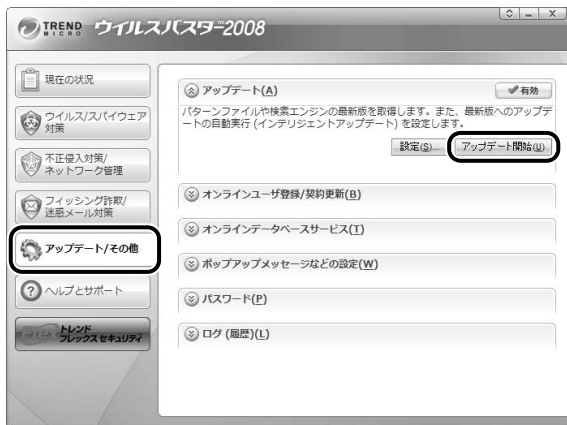 TREND MICRO ウイルスバスター™2008
現在の状況
ウイルス/スパイウェア
対策
不正侵入対策/
ネットワーク管理
フィッシング詐欺/
迷惑メール対策
アップデート/その他
ヘルプとサポート
Flex トレンド
フレックス セキュリティ
アップデート(A)
有効
パターンファイルや検索エンジンの最新版を取得します。また、最新版へのアップデ
ートの自動実行 (インテリジェントアップデート) を設定します。
設定(S)... アップデート開始(U)
オンラインユーザ登録/契約更新(B)
オンラインデータベースサービス(T)
ポップアップメッセージなどの設定(W)
パスワード(P)
ログ (履歴)(L)